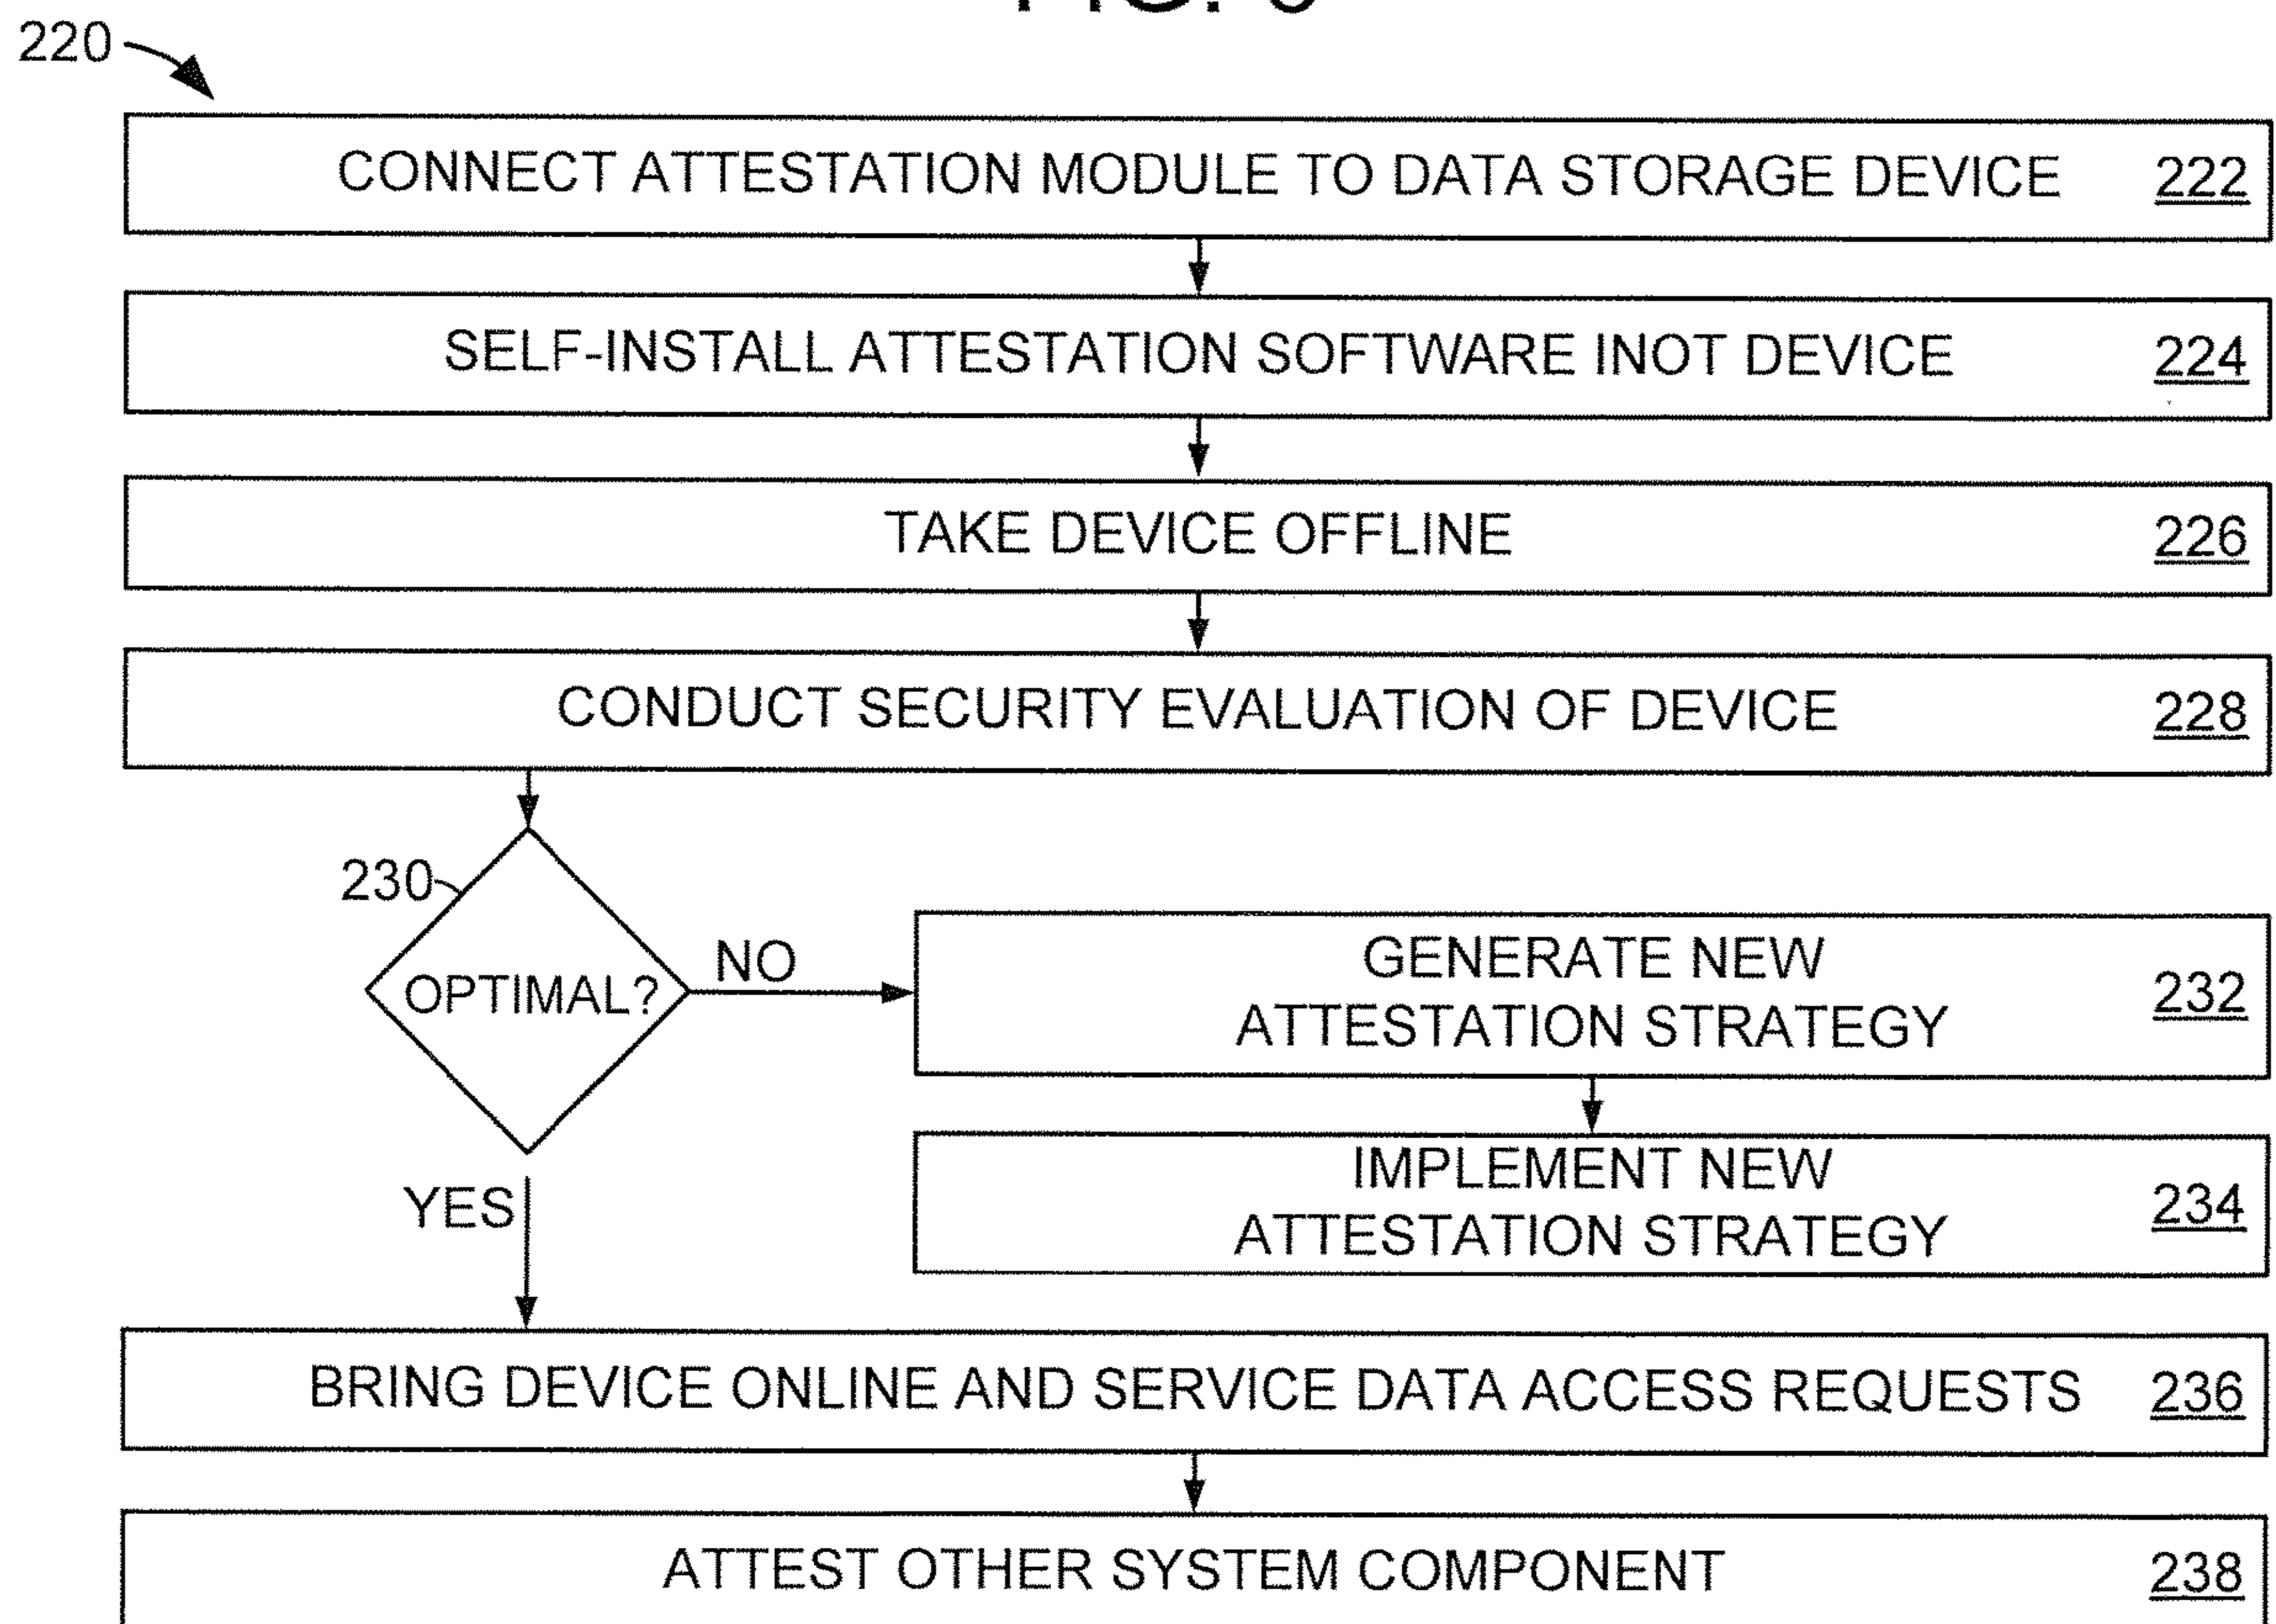 220
CONNECT ATTESTATION MODULE TO DATA STORAGE DEVICE 222
SELF-INSTALL ATTESTATION SOFTWARE INOT DEVICE 224
TAKE DEVICE OFFLINE 226
CONDUCT SECURITY EVALUATION OF DEVICE 228
230
OPTIMAL?
NO
GENERATE NEW
ATTESTATION STRATEGY
232
IMPLEMENT NEW
ATTESTATION STRATEGY
234
YES
BRING DEVICE ONLINE AND SERVICE DATA ACCESS REQUESTS 236
ATTEST OTHER SYSTEM COMPONENT 238